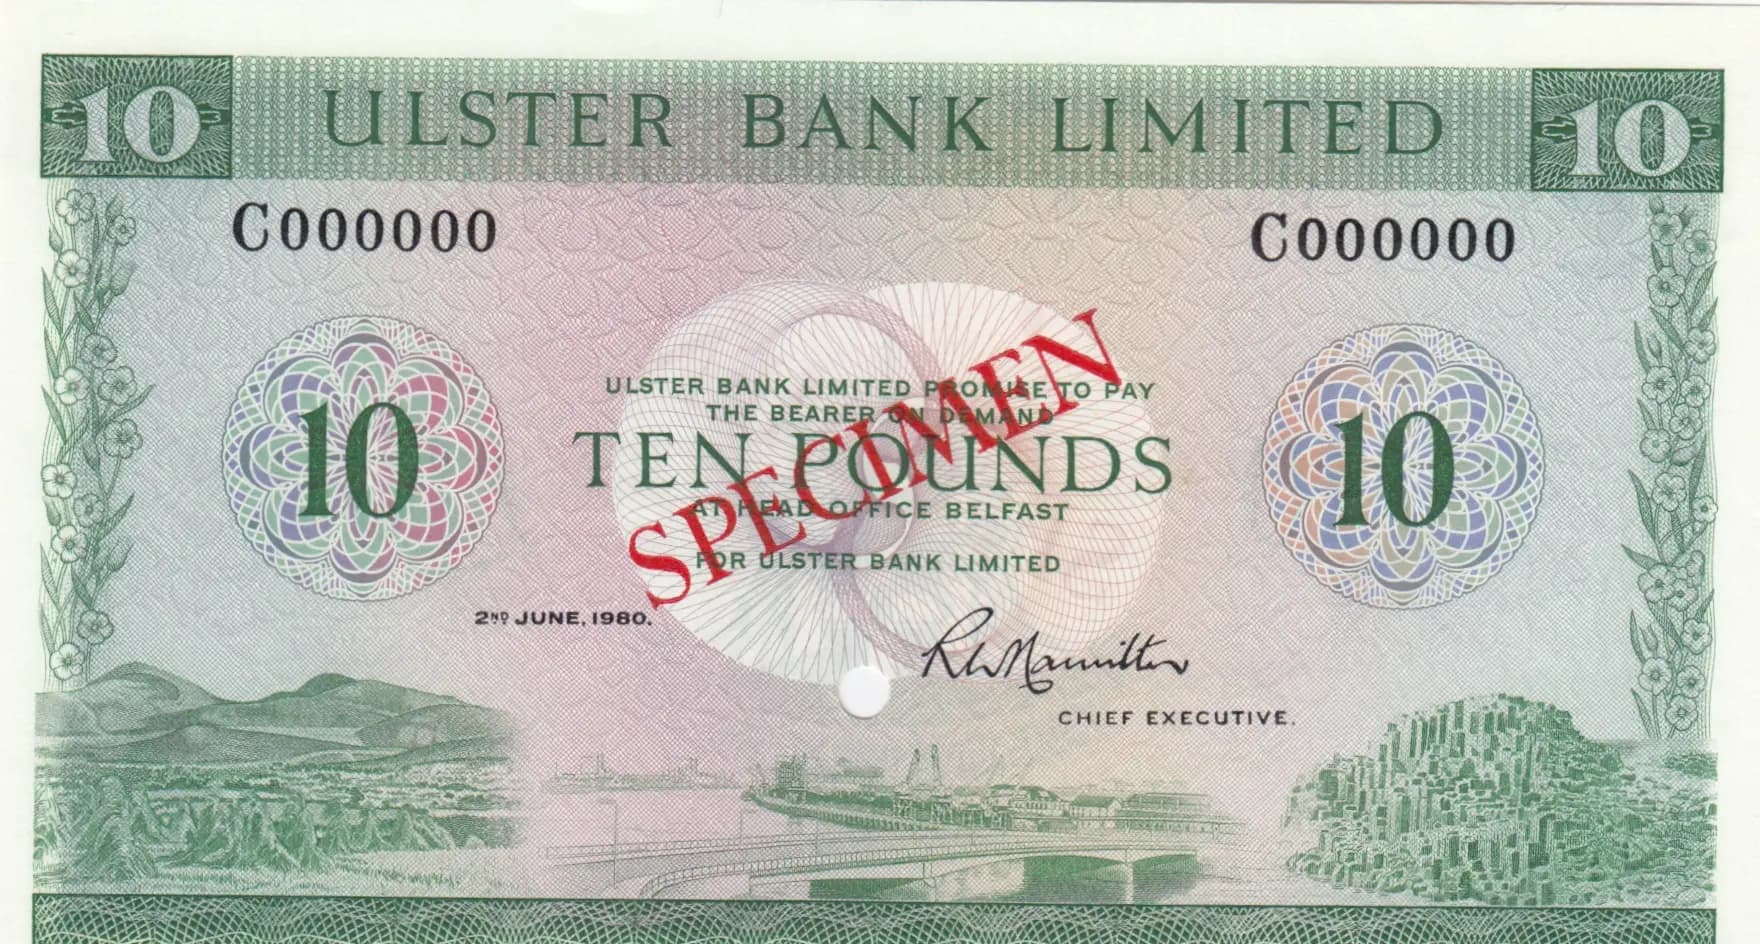 10 ULSTER BANK LIMITED 10
C000000 C000000
ULSTER BANK LIMITED PROMISE TO PAY
THE BEARER ON DEMAND
10 TEN POUNDS 10
AT HEAD OFFICE BELFAST
FOR ULSTER BANK LIMITED
SPECIMEN
2ND JUNE, 1980.
R W Hamilton
CHIEF EXECUTIVE.